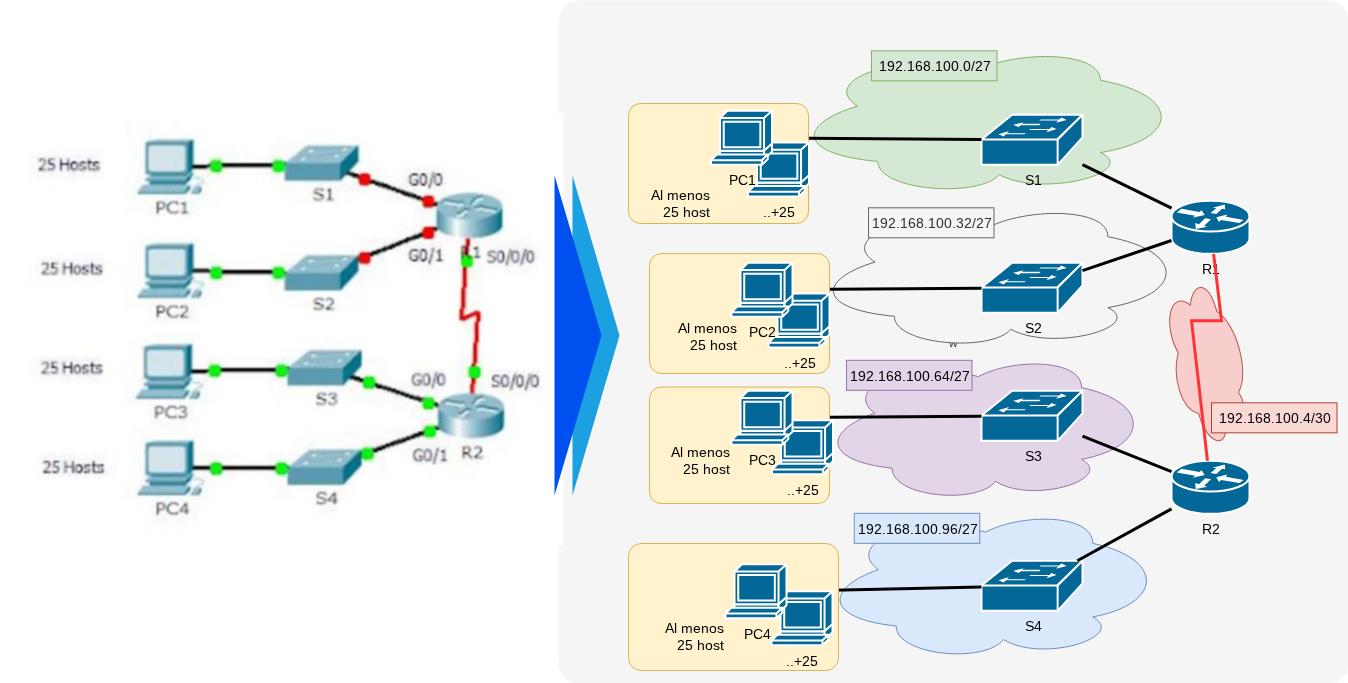 25 Hosts
PC1
S1
G0/0
25 Hosts
PC2
S2
G0/1
S0/0/0
25 Hosts
PC3
S3
G0/0
S0/0/0
25 Hosts
PC4
S4
G0/1
R2
192.168.100.0/27
PC1
Al menos
25 host
..+25
S1
192.168.100.32/27
R1
Al menos
25 host
PC2
..+25
S2
w
192.168.100.64/27
Al menos
25 host
PC3
..+25
S3
192.168.100.4/30
192.168.100.96/27
R2
Al menos
25 host
PC4
..+25
S4